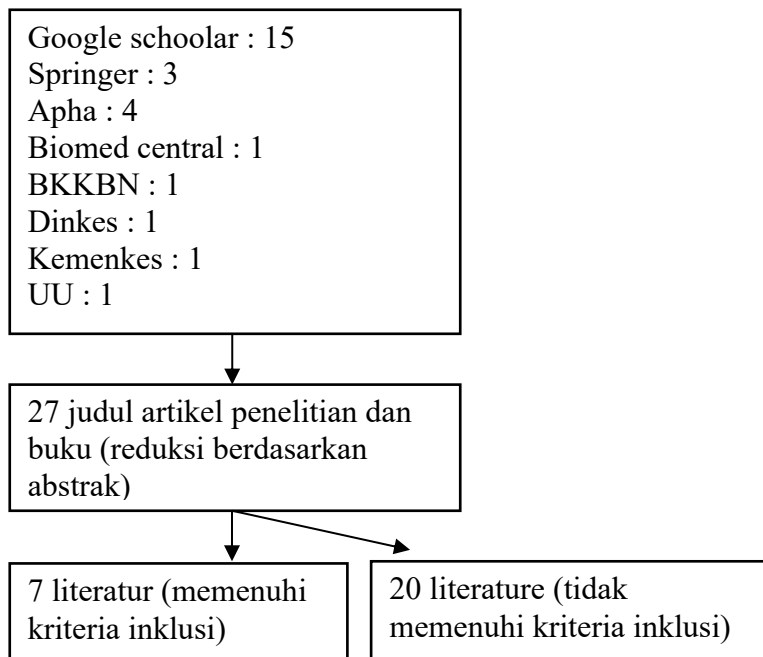 Google schoolar : 15
Springer : 3
Apha : 4
Biomed central : 1
BKKBN : 1
Dinkes : 1
Kemenkes : 1
UU : 1
27 judul artikel penelitian dan
buku (reduksi berdasarkan
abstrak)
7 literatur (memenuhi
kriteria inklusi)
20 literature (tidak
memenuhi kriteria inklusi)